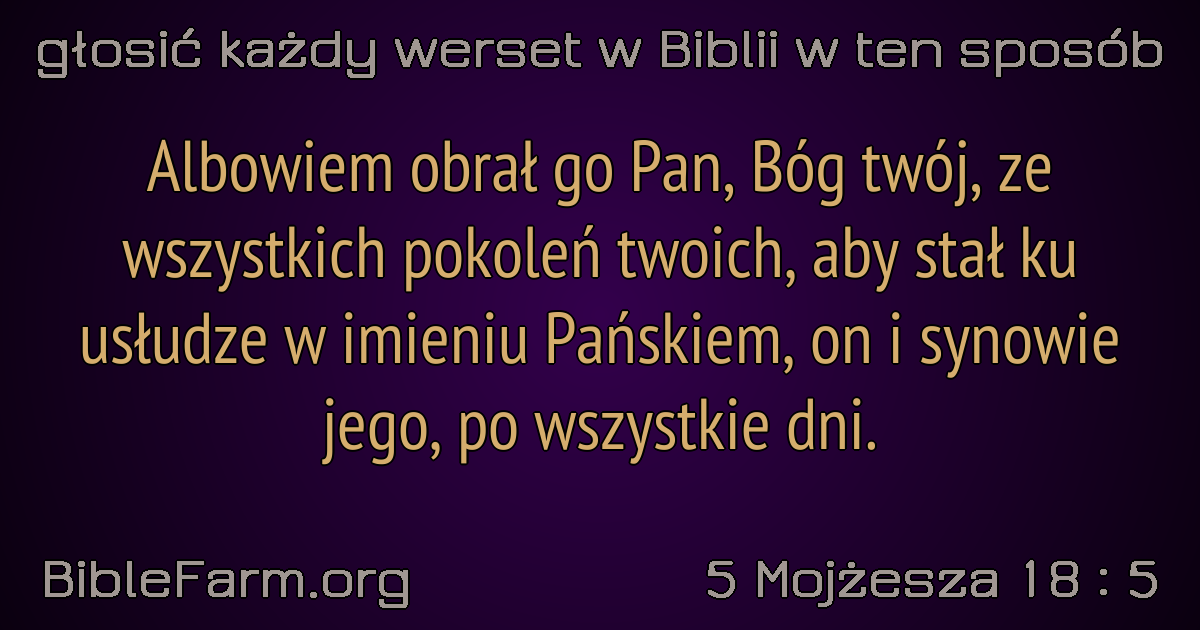 głosić każdy werset w Biblii w ten sposób
Albowiem obrał go Pan, Bóg twój, ze
wszystkich pokoleń twoich, aby stał ku
usłudze w imieniu Pańskiem, on i synowie
jego, po wszystkie dni.
BibleFarm.org
5 Mojżesza 18 : 5